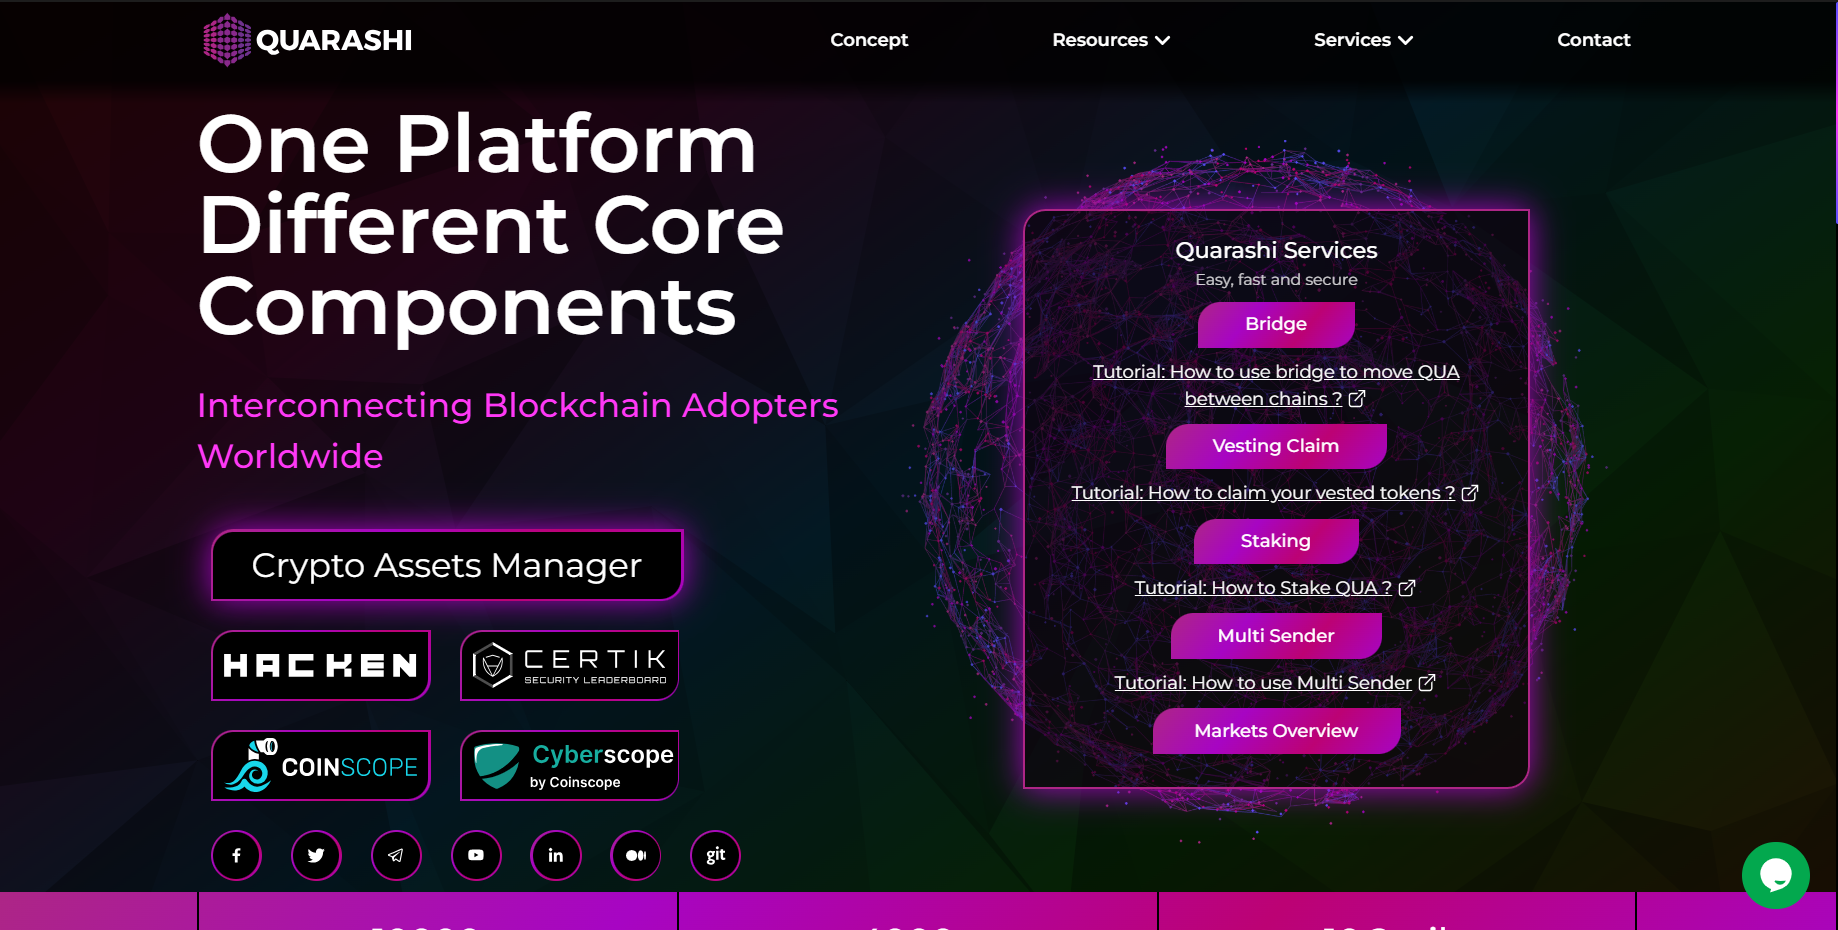 QUARASHI
Concept
Resources
Services
Contact
One Platform
Different Core
Components
Interconnecting Blockchain Adopters
Worldwide
Crypto Assets Manager
HACKEN
CERTIK
SECURITY LEADERBOARD
COINSCOPE
Cyberscope
by Coinscope
git
Quarashi Services
Easy, fast and secure
Bridge
Tutorial: How to use bridge to move QUA
between chains ?
Vesting Claim
Tutorial: How to claim your vested tokens ?
Staking
Tutorial: How to Stake QUA ?
Multi Sender
Tutorial: How to use Multi Sender
Markets Overview